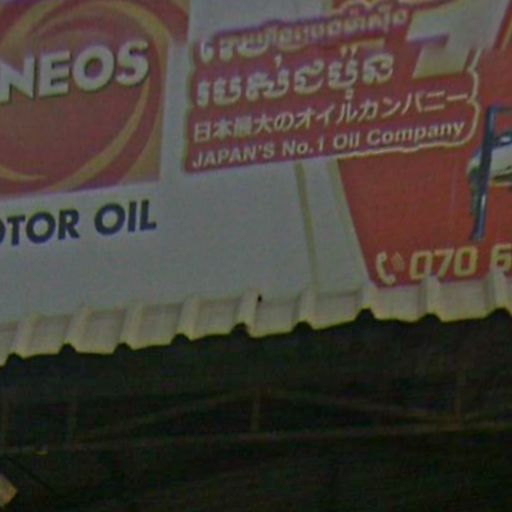 NEOS
របស់ជប៉ុន
日本最大のオイルカンパニー
JAPAN'S No.1 Oil Company
OTOR OIL
070 6